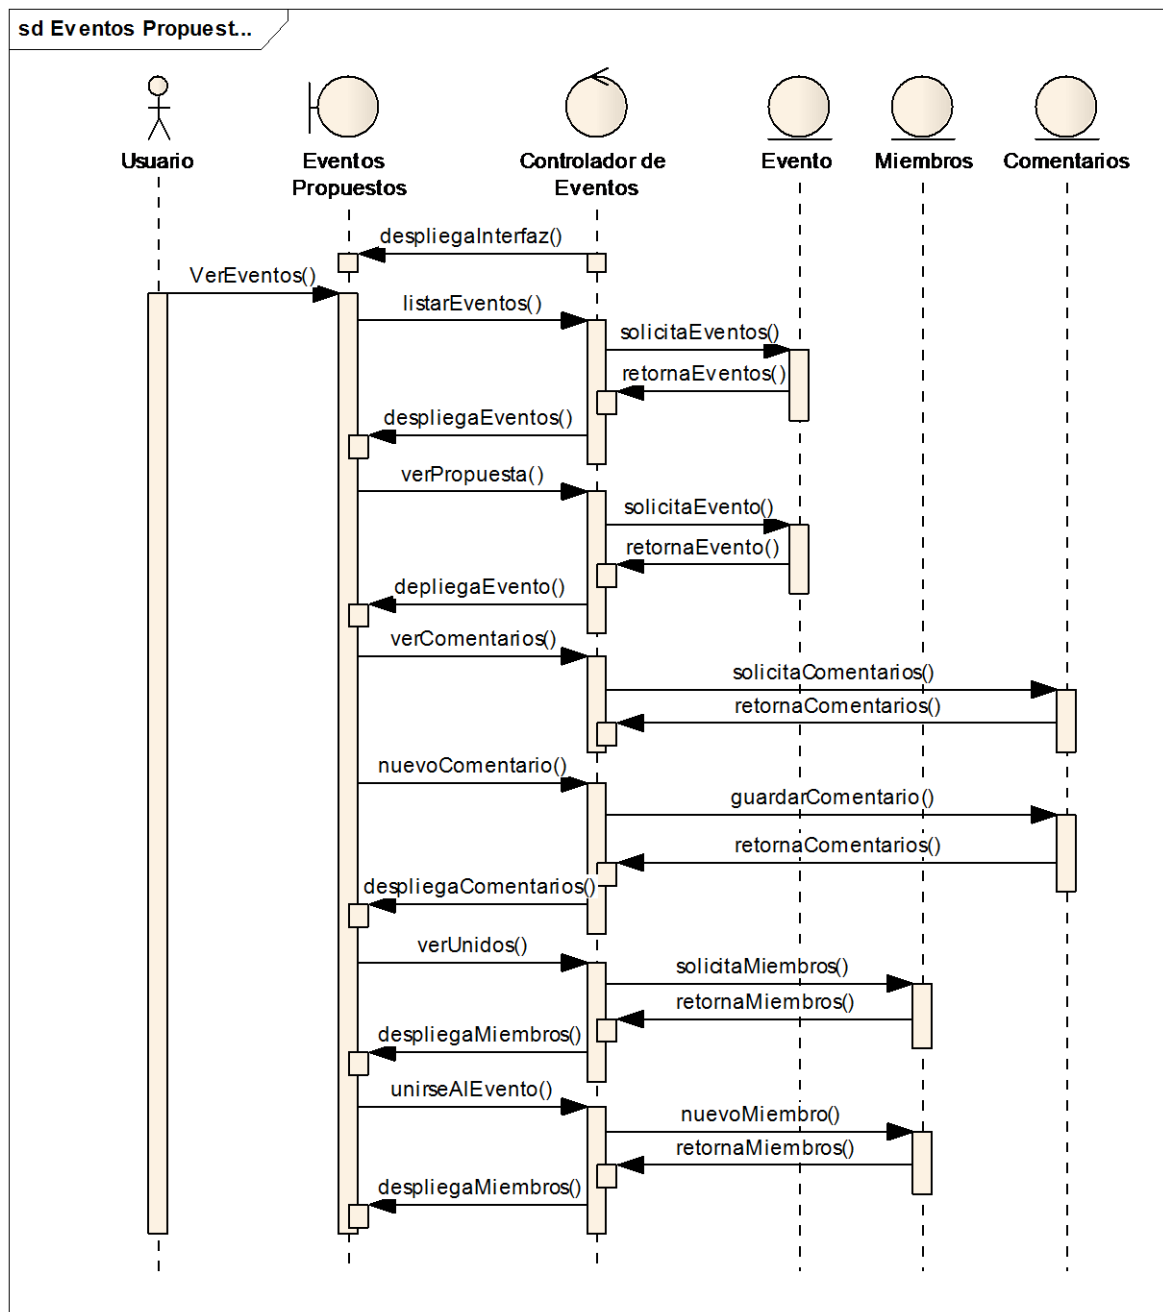 sd Eventos Propuest...
Usuario
Eventos
Propuestos
Controlador de
Eventos
Evento
Miembros
Comentarios
despliegaInterfaz()
VerEventos()
listarEventos()
solicitaEventos()
retornaEventos()
despliegaEventos()
verPropuesta()
solicitaEvento()
retornaEvento()
depliegaEvento()
verComentarios()
solicitaComentarios()
retornaComentarios()
nuevoComentario()
guardarComentario()
retornaComentarios()
despliegaComentarios()
verUnidos()
solicitaMiembros()
retornaMiembros()
despliegaMiembros()
unirseAlEvento()
nuevoMiembro()
retornaMiembros()
despliegaMiembros()